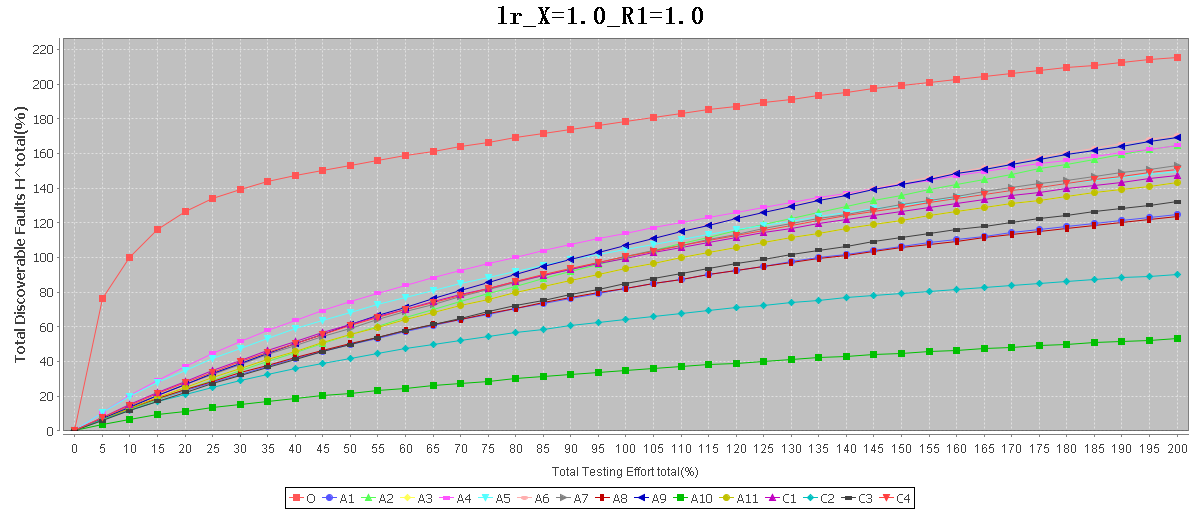 lr_X=1.0_R1=1.0
Total Discoverable Faults H^total(%)
220
200
180
160
140
120
100
80
60
40
20
0
0 5 10 15 20 25 30 35 40 45 50 55 60 65 70 75 80 85 90 95 100 105 110 115 120 125 130 135 140 145 150 155 160 165 170 175 180 185 190 195 200
Total Testing Effort total(%)
O A1 A2 A3 A4 A5 A6 A7 A8 A9 A10 A11 C1 C2 C3 C4